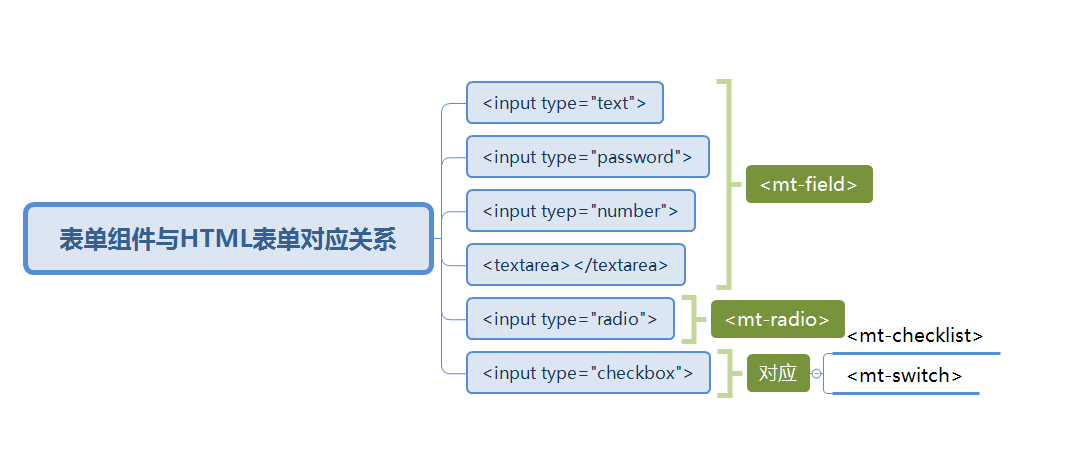 表单组件与HTML表单对应关系
<input type="text">
<input type="password">
<input tyep="number">
<textarea></textarea>
<mt-field>
<input type="radio">
<mt-radio>
<input type="checkbox">
对应
<mt-checklist>
<mt-switch>